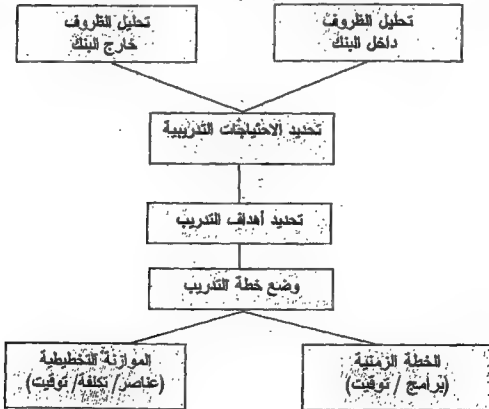 تحليل الظروف
داخل البنك
تحليل الظروف
خارج البنك
تحديد الاحتياجات التدريبية
تحديد أهداف التدريب
وضع خطة التدريب
الخطة الزمنية
(برامج / توقيت)
الموازنة التخطيطية
(عناصر/ تكلفة/ توقيت)